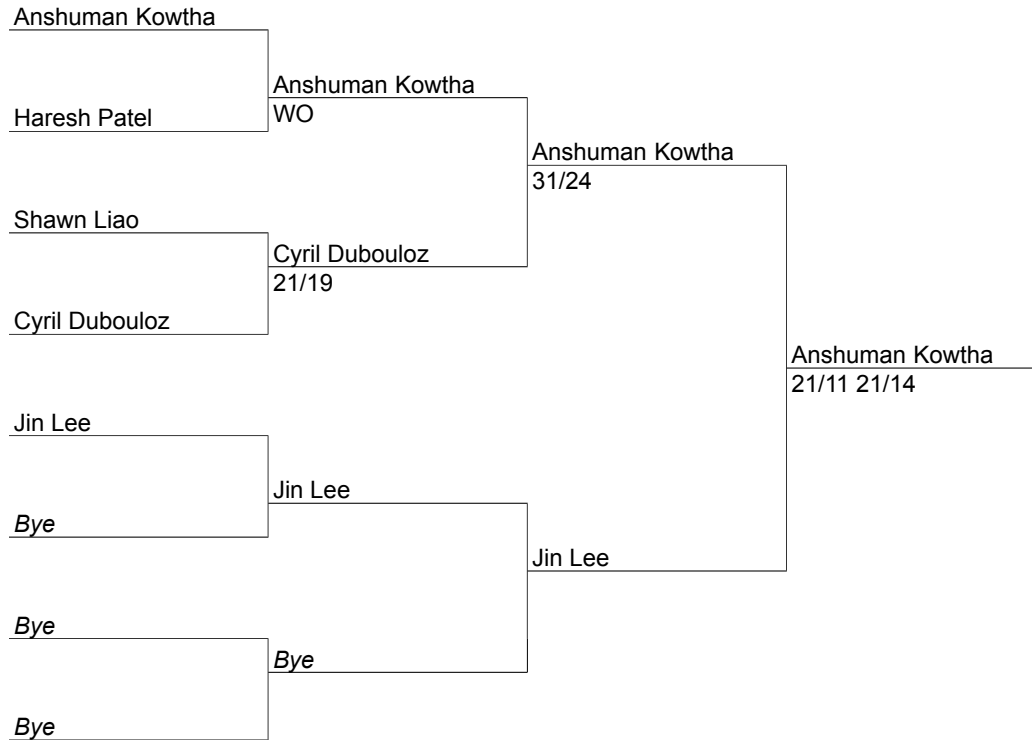 Anshuman Kowtha
Haresh Patel
Shawn Liao
Cyril Dubouloz
Jin Lee
Bye
Bye
Bye
Anshuman Kowtha
WO
Cyril Dubouloz
21/19
Jin Lee
Bye
Anshuman Kowtha
31/24
Jin Lee
Anshuman Kowtha
21/11 21/14